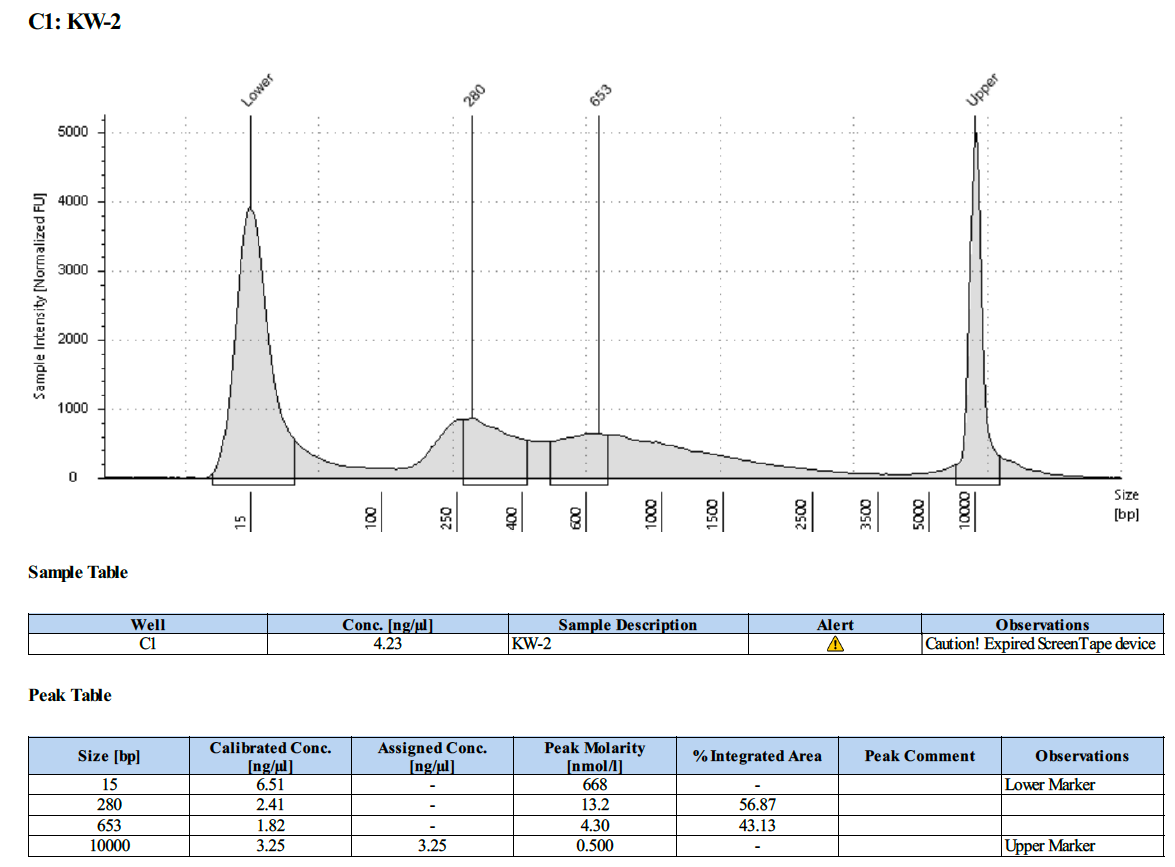 C1: KW-2
Lower
280
653
Upper
5000
4000
3000
2000
1000
0
Sample Intensity [Normalized FU]
15
100
250
400
600
1000
1500
2500
3500
5000
10000
Size
[bp]
Sample Table
Well Conc. [ng/µl] Sample Description Alert Observations
C1 4.23 KW-2 Caution! Expired ScreenTape device
Peak Table
Size [bp] Calibrated Conc. [ng/µl] Assigned Conc. [ng/µl] Peak Molarity [nmol/l] % Integrated Area Peak Comment Observations
15 6.51 - 668 - Lower Marker
280 2.41 - 13.2 56.87
653 1.82 - 4.30 43.13
10000 3.25 3.25 0.500 - Upper Marker